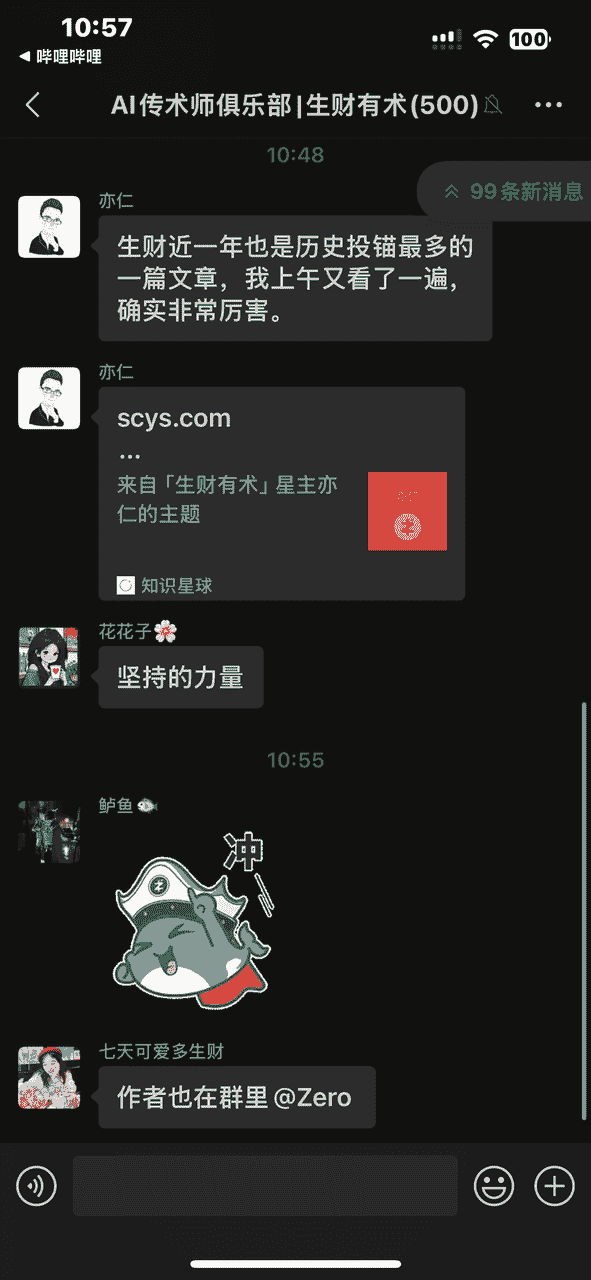 10:57
哔哩哔哩
100
AI传术师俱乐部|生财有术(500)
10:48
99条新消息
亦仁
生财近一年也是历史投锚最多的
一篇文章，我上午又看了一遍，
确实非常厉害。
亦仁
scys.com
...
来自「生财有术」星主亦
仁的主题
知识星球
花花子
坚持的力量
10:55
鲈鱼
冲
七天可爱多生财
作者也在群里 @Zero